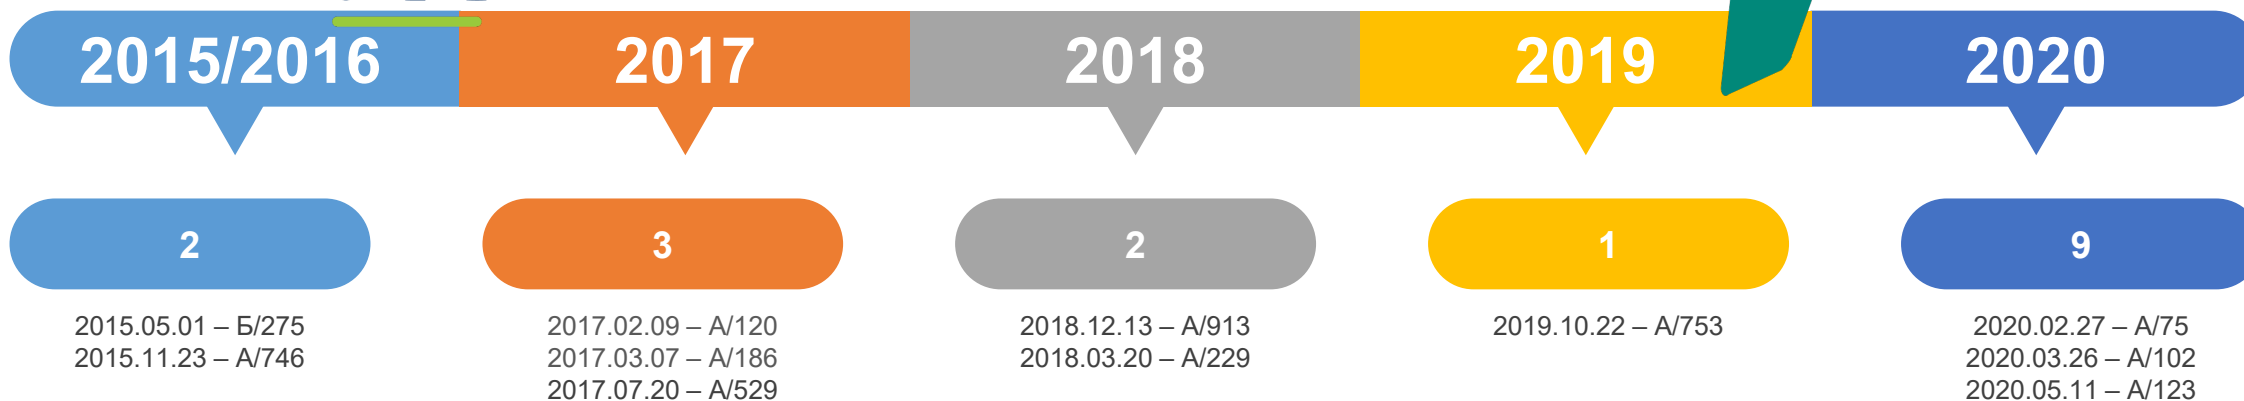 2015/2016
2017
2018
2019
2020
2
3
2
1
9
2015.05.01 – Б/275
2015.11.23 – А/746
2017.02.09 – А/120
2017.03.07 – А/186
2017.07.20 – А/529
2018.12.13 – А/913
2018.03.20 – А/229
2019.10.22 – А/753
2020.02.27 – А/75
2020.03.26 – А/102
2020.05.11 – А/123